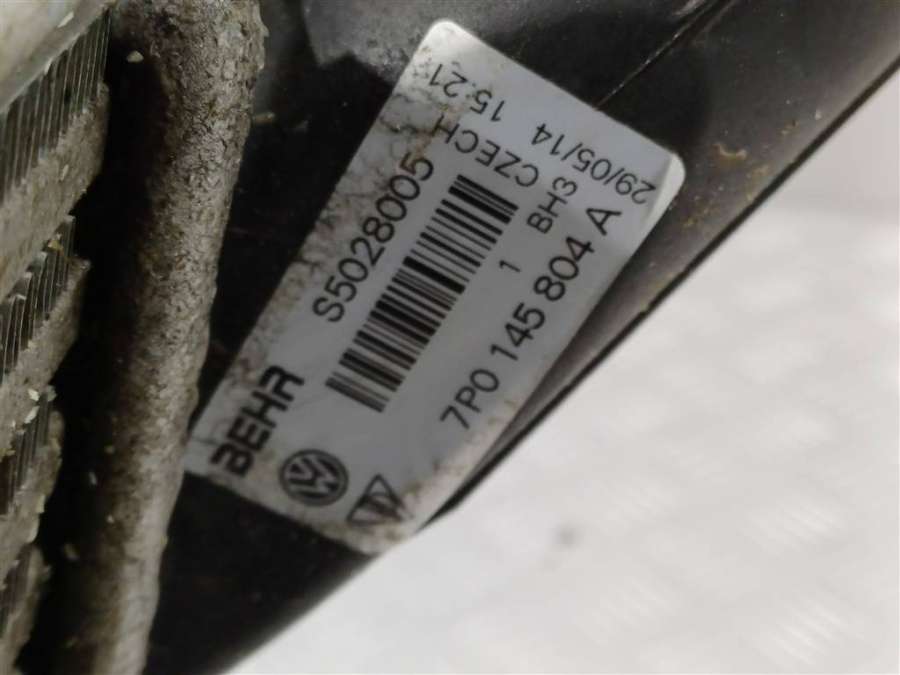 BEHR
S5028005 CZECH 15:21
1 BH3 29/05/14
7P0 145 804 A